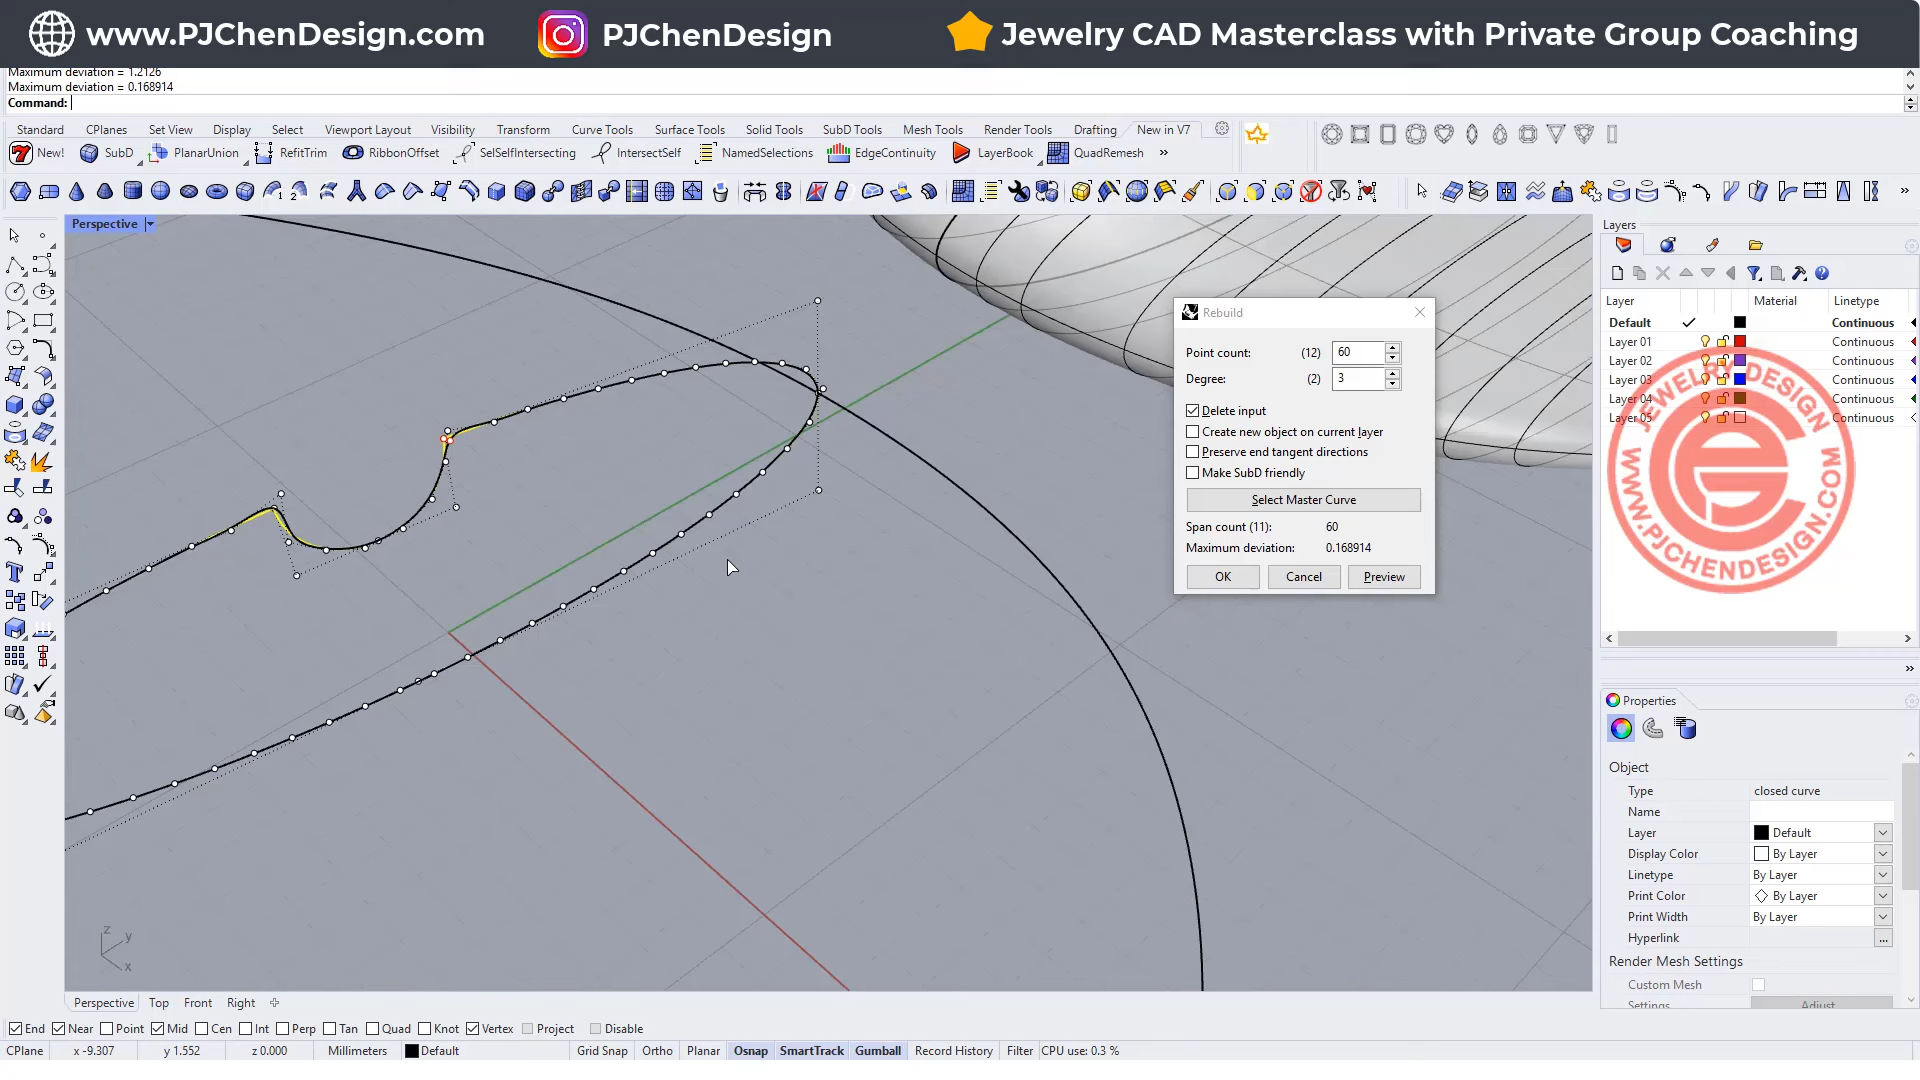 www.PJChenDesign.com PJChenDesign Jewelry CAD Masterclass with Private Group Coaching
Maximum deviation = 1.2126
Maximum deviation = 0.168914
Command:
Standard CPlanes Set View Display Select Viewport Layout Visibility Transform Curve Tools Surface Tools Solid Tools SubD Tools Mesh Tools Render Tools Drafting New in V7
7 New! SubD PlanarUnion RefitTrim RibbonOffset SelSelfIntersecting IntersectSelf NamedSelections EdgeContinuity LayerBook QuadRemesh »
1 2 »
Perspective
Layers
Layer Material Linetype
Default Continuous
Layer 01 Continuous
Layer 02 Continuous
Layer 03 Continuous
Layer 04 Continuous
Layer 05 Continuous
JEWELRY DESIGN
WWW.PJCHENDESIGN.COM
Rebuild
Point count: (12) 60
Degree: (2) 3
Delete input
Create new object on current layer
Preserve end tangent directions
Make SubD friendly
Select Master Curve
Span count (11): 60
Maximum deviation: 0.168914
OK Cancel Preview
»
Properties
Object
Type closed curve
Name
Layer Default
Display Color By Layer
Linetype By Layer
Print Color By Layer
Print Width By Layer
Hyperlink ...
Render Mesh Settings
Custom Mesh
Settings Adjust
z y x
Perspective Top Front Right
End Near Point Mid Cen Int Perp Tan Quad Knot Vertex Project Disable
CPlane x -9.307 y 1.552 z 0.000 Millimeters Default Grid Snap Ortho Planar Osnap SmartTrack Gumball Record History Filter CPU use: 0.3 %